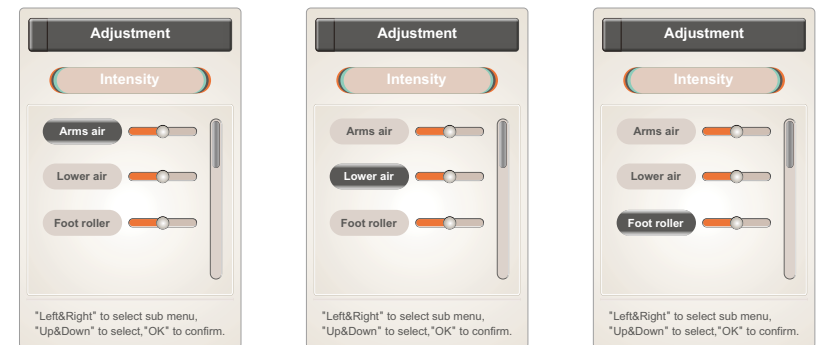 Adjustment
Intensity
Arms air
Lower air
Foot roller
"Left&Right" to select sub menu,
"Up&Down" to select,"OK" to confirm.
Adjustment
Intensity
Arms air
Lower air
Foot roller
"Left&Right" to select sub menu,
"Up&Down" to select,"OK" to confirm.
Adjustment
Intensity
Arms air
Lower air
Foot roller
"Left&Right" to select sub menu,
"Up&Down" to select,"OK" to confirm.